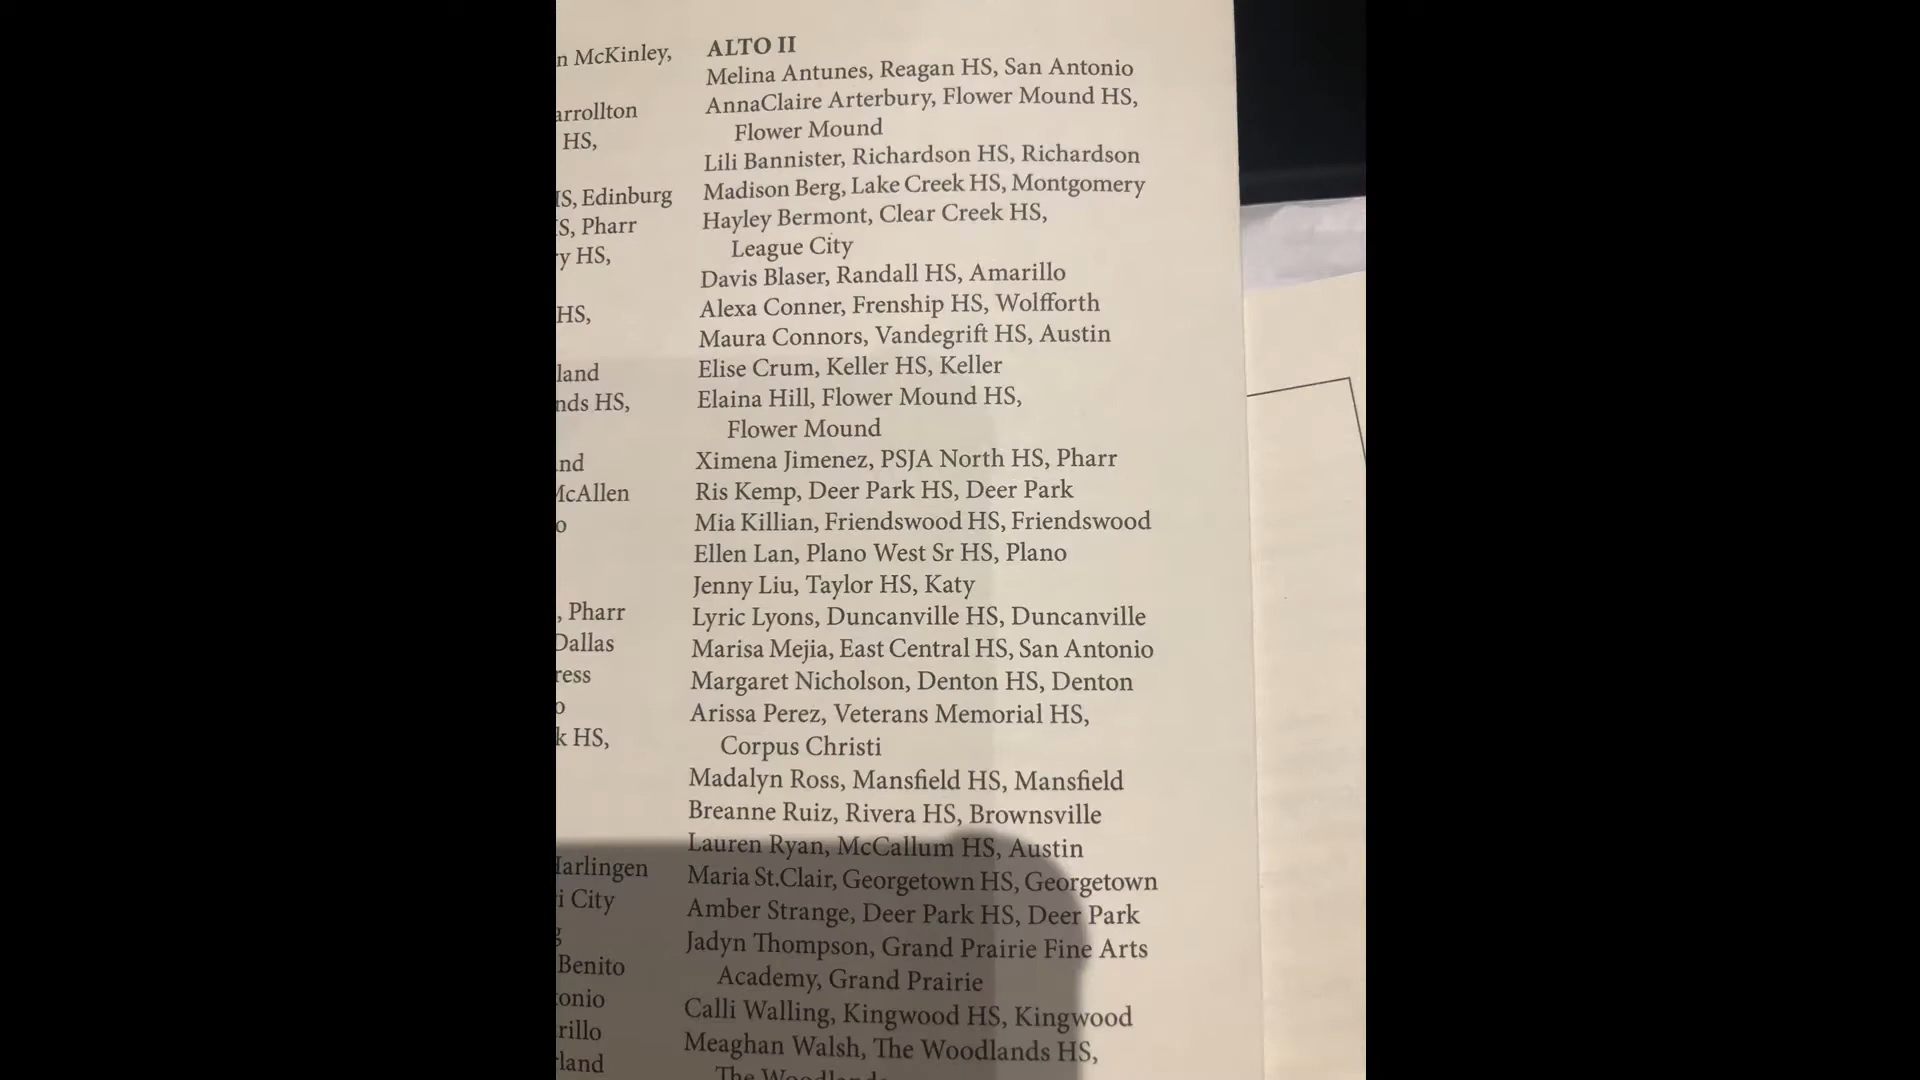 McKinley,
HS,
Edinburg
Pharr
HS,
HS,
HS,
McAllen
Pharr
Dallas
HS,
Harlingen
City
Benito
ALTO II
Melina Antunes, Reagan HS, San Antonio
AnnaClaire Arterbury, Flower Mound HS,
Flower Mound
Lili Bannister, Richardson HS, Richardson
Madison Berg, Lake Creek HS, Montgomery
Hayley Bermont, Clear Creek HS,
League City
Davis Blaser, Randall HS, Amarillo
Alexa Conner, Frenship HS, Wolfforth
Maura Connors, Vandegrift HS, Austin
Elise Crum, Keller HS, Keller
Elaina Hill, Flower Mound HS,
Flower Mound
Ximena Jimenez, PSJA North HS, Pharr
Ris Kemp, Deer Park HS, Deer Park
Mia Killian, Friendswood HS, Friendswood
Ellen Lan, Plano West Sr HS, Plano
Jenny Liu, Taylor HS, Katy
Lyric Lyons, Duncanville HS, Duncanville
Marisa Mejia, East Central HS, San Antonio
Margaret Nicholson, Denton HS, Denton
Arissa Perez, Veterans Memorial HS,
Corpus Christi
Madalyn Ross, Mansfield HS, Mansfield
Breanne Ruiz, Rivera HS, Brownsville
Lauren Ryan, McCallum HS, Austin
Maria St.Clair, Georgetown HS, Georgetown
Amber Strange, Deer Park HS, Deer Park
Jadyn Thompson, Grand Prairie Fine Arts
Academy, Grand Prairie
Calli Walling, Kingwood HS, Kingwood
Meaghan Walsh, The Woodlands HS,
The Woodlands